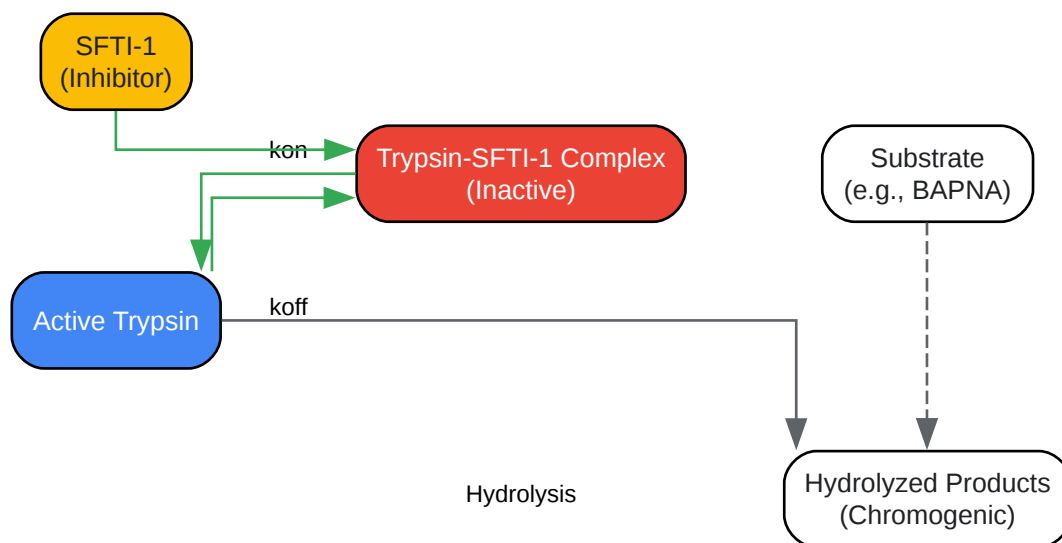 SFTI-1
(Inhibitor)
kon
Trypsin-SFTI-1 Complex
(Inactive)
Substrate
(e.g., BAPNA)
Active Trypsin
koff
Hydrolysis
Hydrolyzed Products
(Chromogenic)